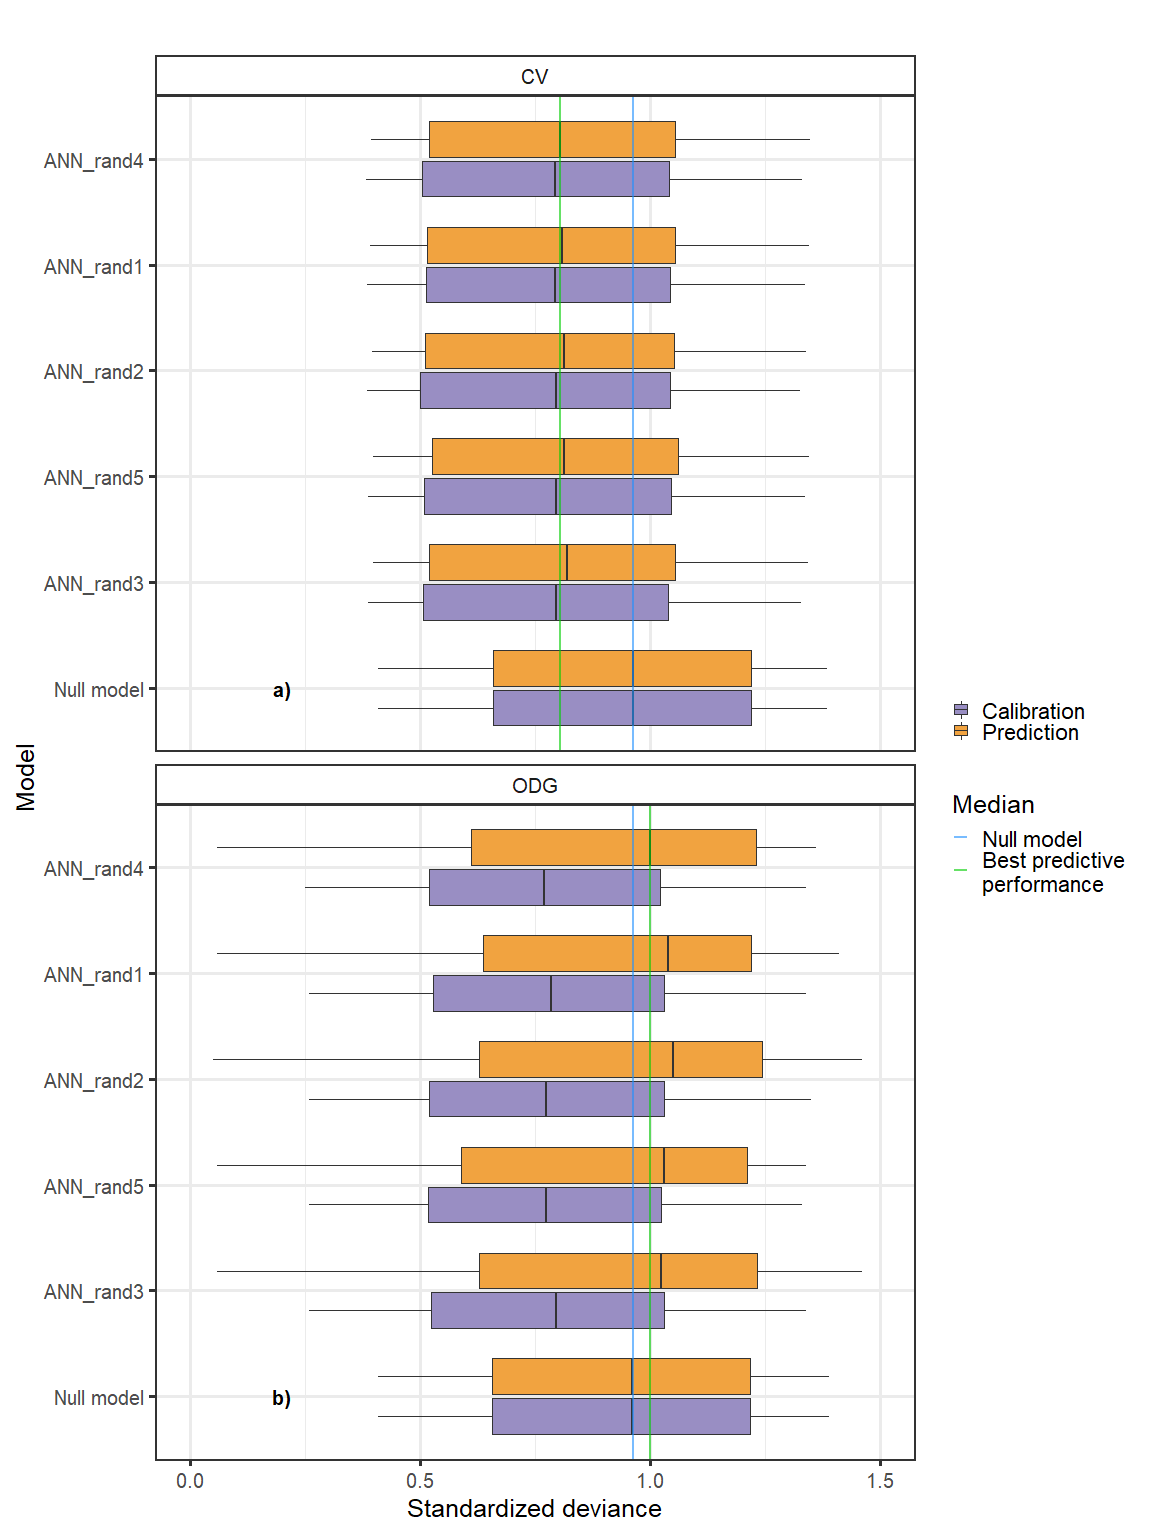 CV
ANN_rand4
ANN_rand1
ANN_rand2
ANN_rand5
ANN_rand3
Null model
a)
ODG
ANN_rand4
ANN_rand1
ANN_rand2
ANN_rand5
ANN_rand3
Null model
b)
0.0
0.5
1.0
1.5
Standardized deviance
Model
Calibration
Prediction
Median
Null model
Best predictive
performance